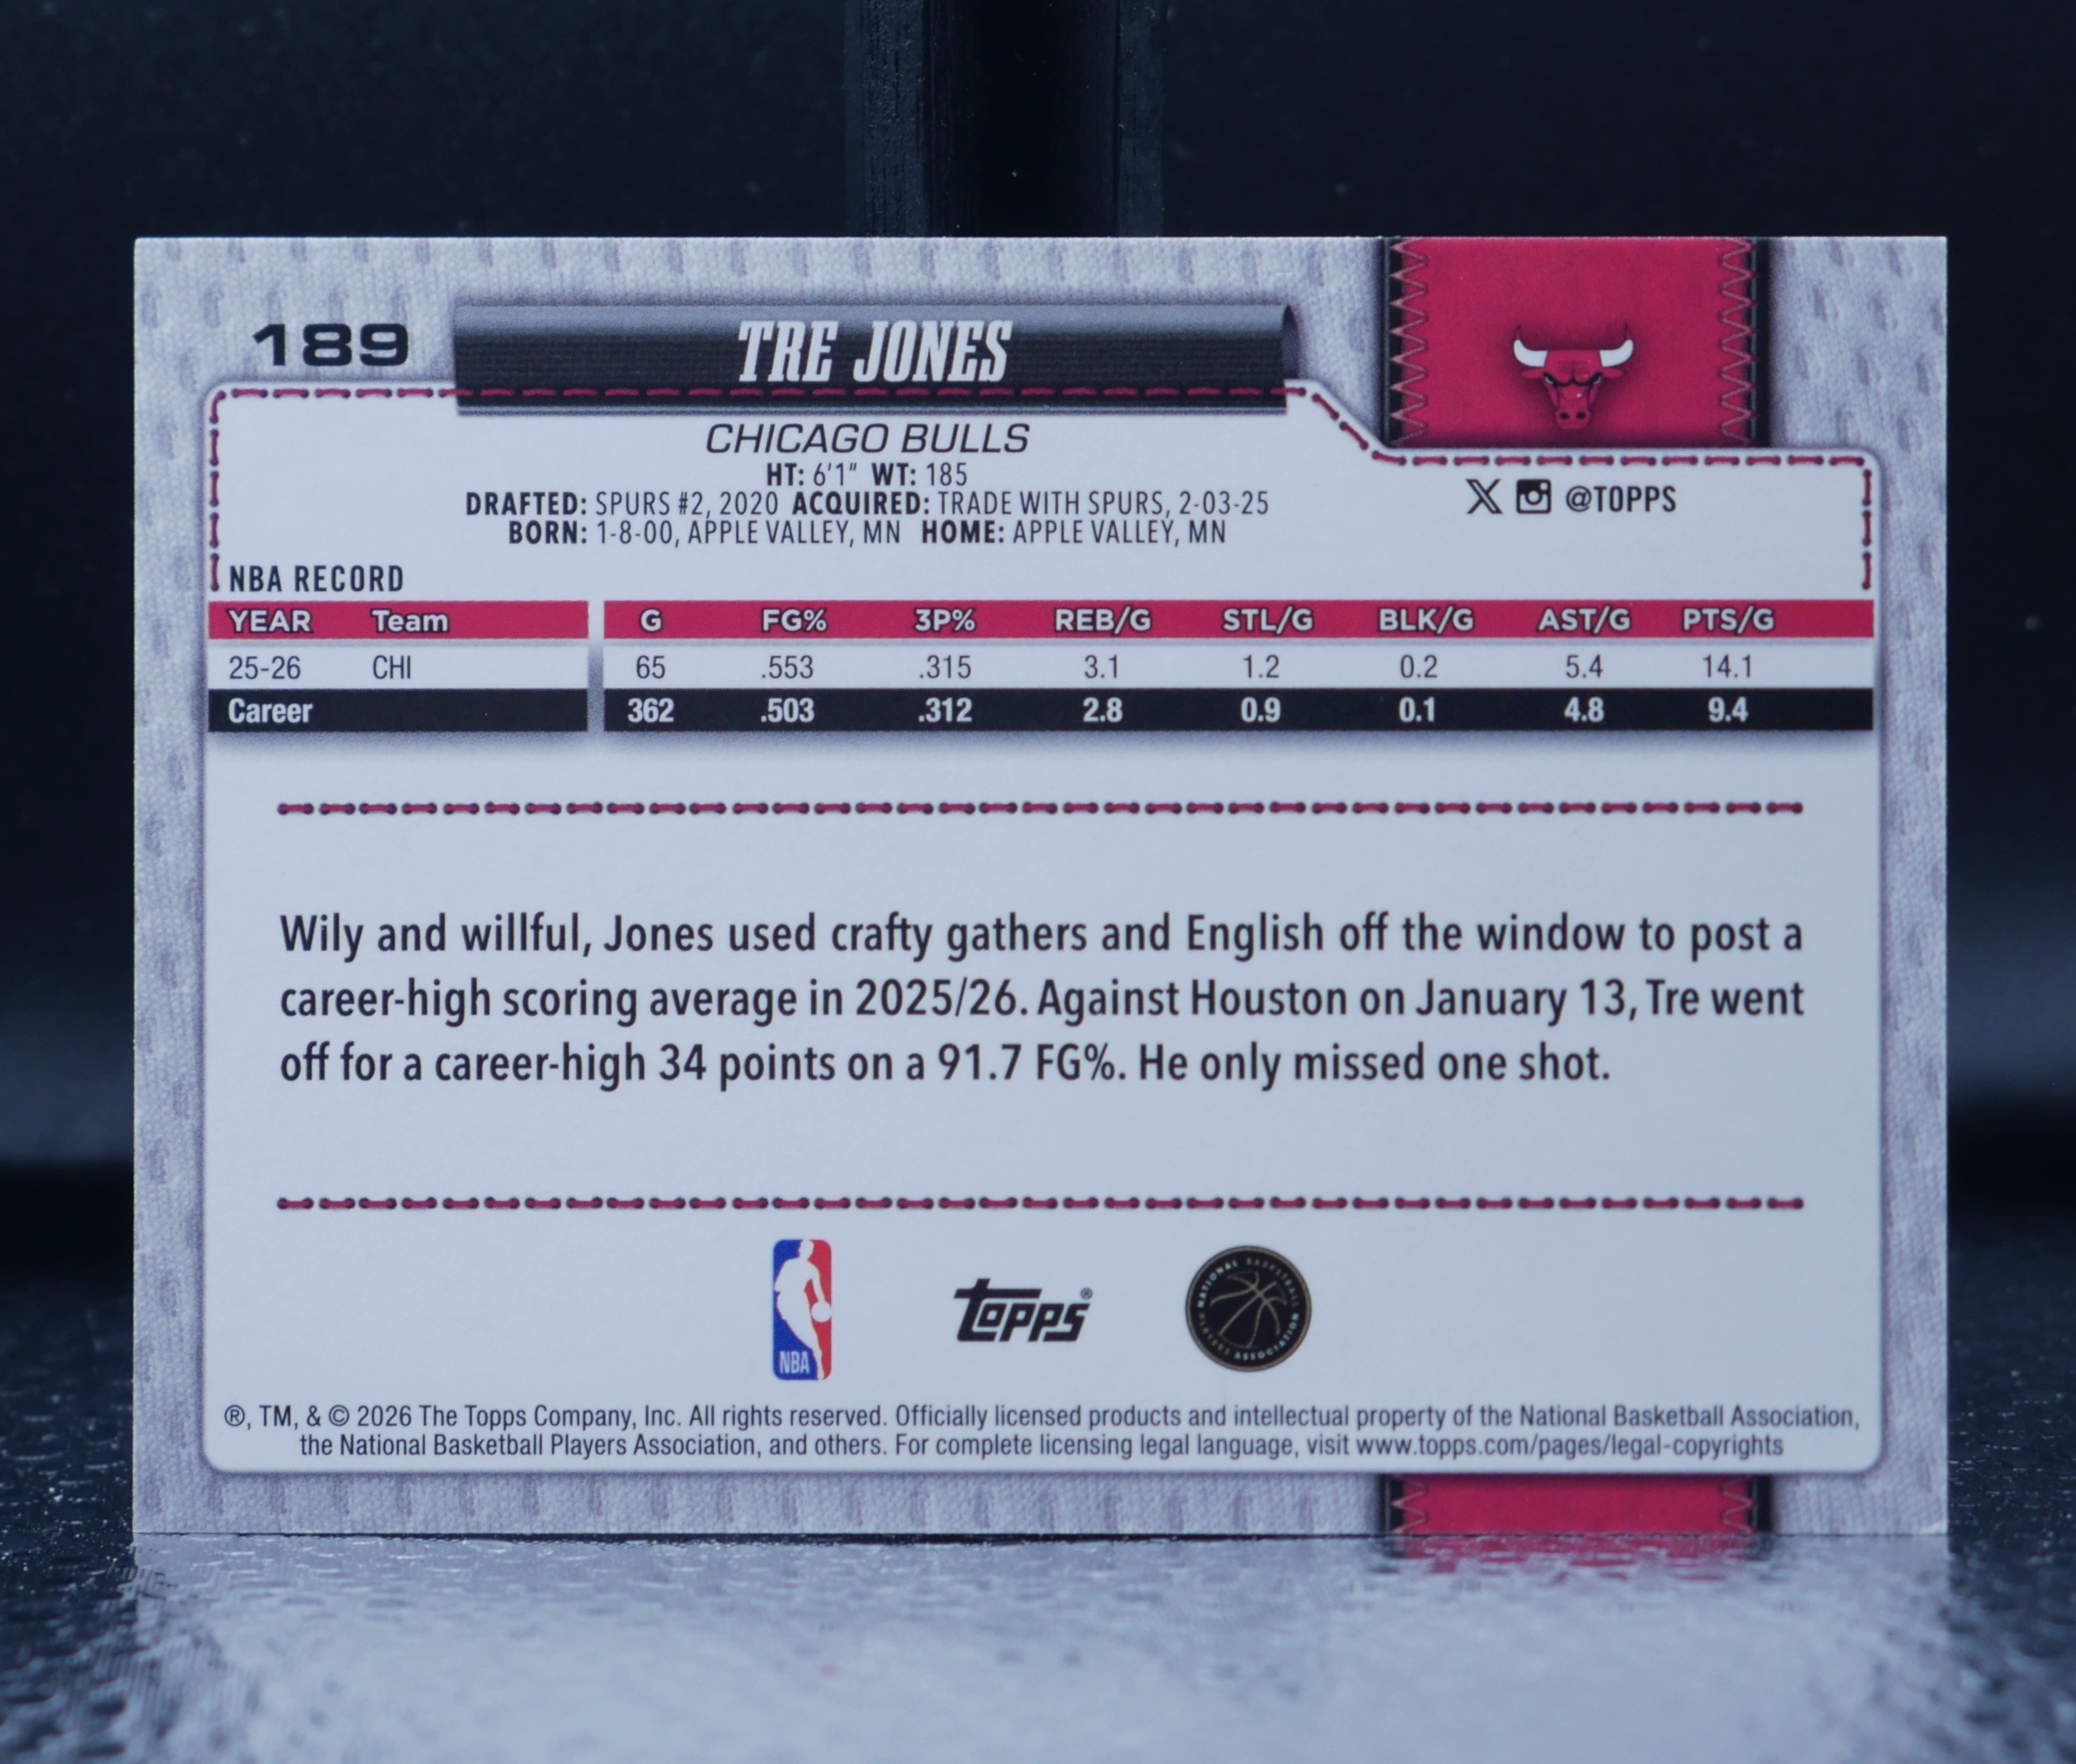 189
TRE JONES
CHICAGO BULLS
HT: 6'1" WT: 185
DRAFTED: SPURS #2, 2020 ACQUIRED: TRADE WITH SPURS, 2-03-25
BORN: 1-8-00, APPLE VALLEY, MN HOME: APPLE VALLEY, MN
@TOPPS
NBA RECORD
YEAR Team G FG% 3P% REB/G STL/G BLK/G AST/G PTS/G
25-26 CHI 65 .553 .315 3.1 1.2 0.2 5.4 14.1
Career 362 .503 .312 2.8 0.9 0.1 4.8 9.4
Wily and willful, Jones used crafty gathers and English off the window to post a
career-high scoring average in 2025/26. Against Houston on January 13, Tre went
off for a career-high 34 points on a 91.7 FG%. He only missed one shot.
NBA
Topps®
NATIONAL BASKETBALL PLAYERS ASSOCIATION
®, TM, & © 2026 The Topps Company, Inc. All rights reserved. Officially licensed products and intellectual property of the National Basketball Association,
the National Basketball Players Association, and others. For complete licensing legal language, visit www.topps.com/pages/legal-copyrights